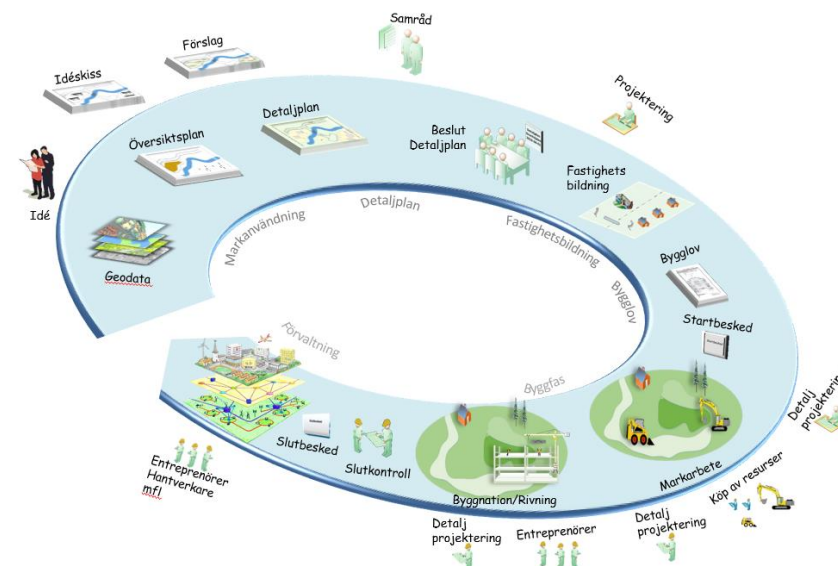 Samråd
Förslag
Idéskiss
Projektering
Detaljplan
Beslut
Detaljplan
Översiktsplan
Fastighets
bildning
Idé
Markanvändning
Detaljplan
Fastighetsbildning
Geodata
Bygglov
Bygglov
Startbesked
Förvaltning
Byggfas
Detalj
projektering
Slutbesked
Slutkontroll
Markarbete
Köp av resurser
Entreprenörer
Hantverkare
mfl
Byggnation/Rivning
Detalj
projektering
Entreprenörer
Detalj
projektering